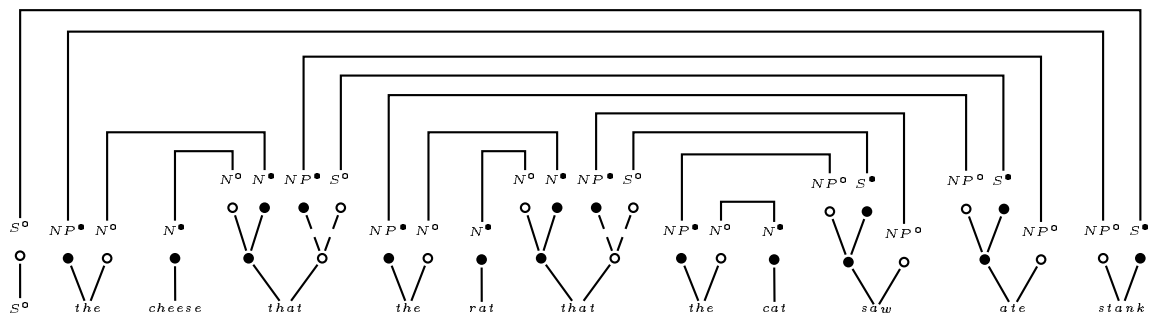 N° N• NP• S° N° N• NP• S° NP° S• NP° S•
S° NP• N° N• NP• N° N• NP• N° N• NP° NP° NP° S•
S° the cheese that the rat that the cat saw ate stank